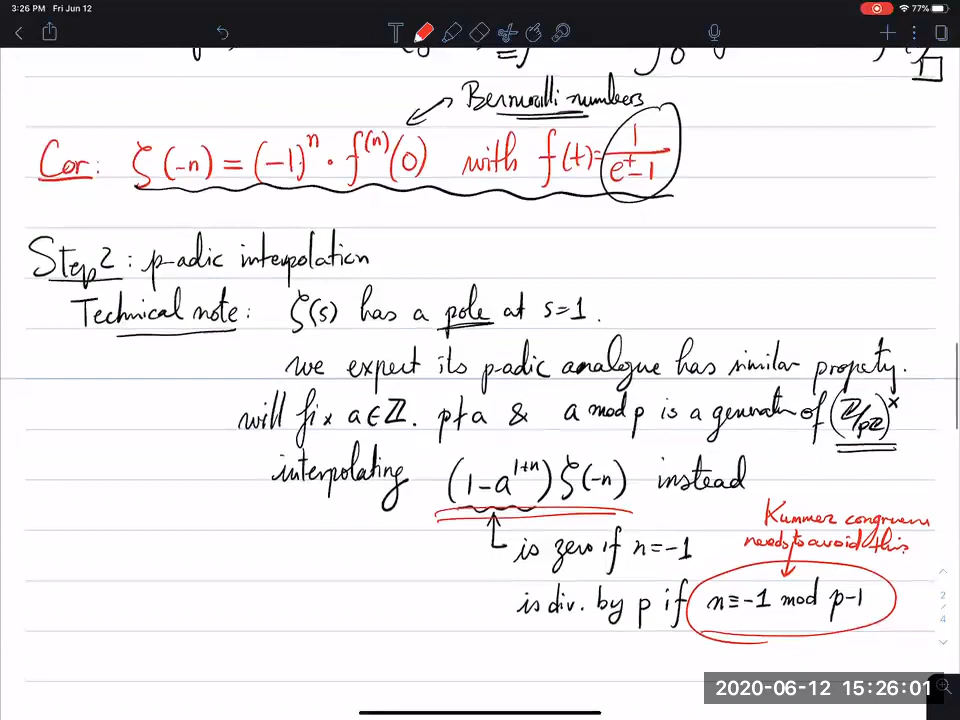 3:26 PM Fri Jun 12
77%
Bernoulli numbers
Cor: ζ(-n) = (-1)^n · f^(n)(0) with f(t) = 1/(e^t-1)
Step 2: p-adic interpolation
Technical note: ζ(s) has a pole at s=1.
we expect its p-adic analogue has similar property.
will fix a∈ℤ. p∤a & a mod p is a generator of (ℤ/pℤ)^×
interpolating (1-a^{1+n}) ζ(-n) instead
Kummer congruence
needs to avoid this
is zero if n=-1
is div. by p if n≡-1 mod p-1
2
/
4
2020-06-12 15:26:01